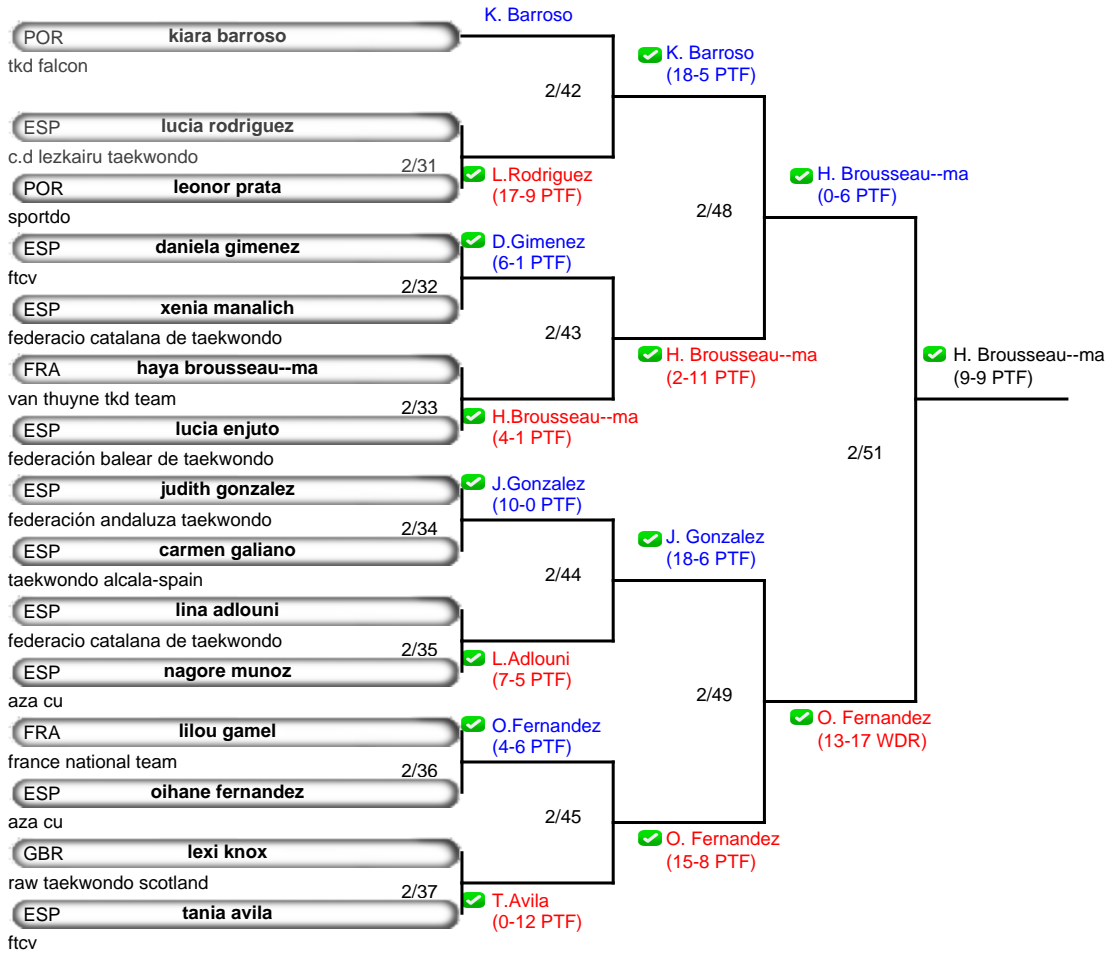 K. Barroso
POR kiara barroso
tkd falcon
K. Barroso
(18-5 PTF)
2/42
ESP lucia rodriguez
c.d lezkairu taekwondo
2/31
L.Rodriguez
(17-9 PTF)
POR leonor prata
sportdo
H. Brousseau--ma
(0-6 PTF)
2/48
ESP daniela gimenez
ftcv
D.Gimenez
(6-1 PTF)
2/32
ESP xenia manalich
federacio catalana de taekwondo
2/43
FRA haya brousseau--ma
van thuyne tkd team
H. Brousseau--ma
(2-11 PTF)
H. Brousseau--ma
(9-9 PTF)
2/33
H.Brousseau--ma
(4-1 PTF)
ESP lucia enjuto
federación balear de taekwondo
2/51
ESP judith gonzalez
federación andaluza taekwondo
J.Gonzalez
(10-0 PTF)
2/34
ESP carmen galiano
taekwondo alcala-spain
J. Gonzalez
(18-6 PTF)
2/44
ESP lina adlouni
federacio catalana de taekwondo
2/35
L.Adlouni
(7-5 PTF)
ESP nagore munoz
aza cu
2/49
FRA lilou gamel
france national team
O.Fernandez
(4-6 PTF)
O. Fernandez
(13-17 WDR)
2/36
ESP oihane fernandez
aza cu
2/45
GBR lexi knox
raw taekwondo scotland
O. Fernandez
(15-8 PTF)
2/37
T.Avila
(0-12 PTF)
ESP tania avila
ftcv